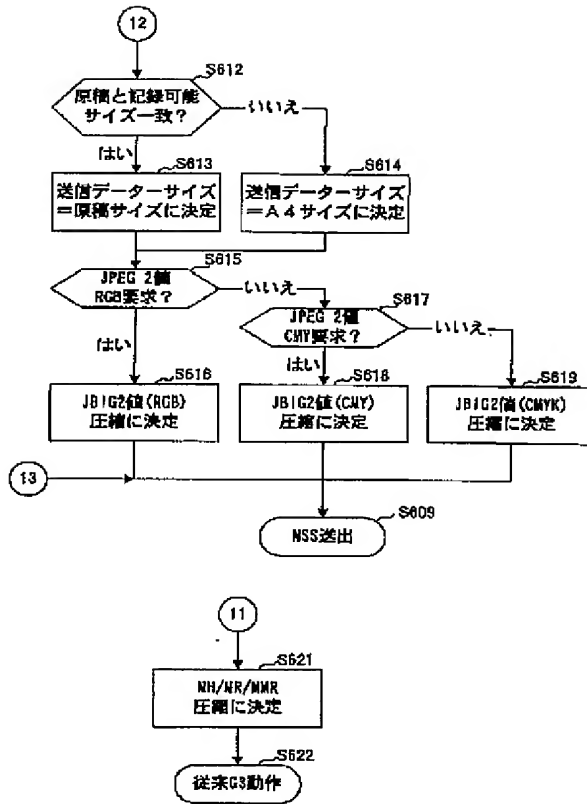 12
S612
原稿と記録可能
サイズ一致？
いいえ
はい
S613
送信データーサイズ
＝原稿サイズに決定
S614
送信データーサイズ
＝A4サイズに決定
S615
JPEG 2値
RGB要求？
いいえ
はい
S617
JPEG 2値
CMY要求？
いいえ
はい
S616
JBIG2値(RGB)
圧縮に決定
S618
JBIG2値(CMY)
圧縮に決定
S619
JBIG2値(CMYK)
圧縮に決定
13
S609
NSS送出
11
S621
MH/MR/MMR
圧縮に決定
S622
従来G3動作